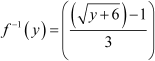 f⁻¹(y) = ((√(y+6)) −1)/3)